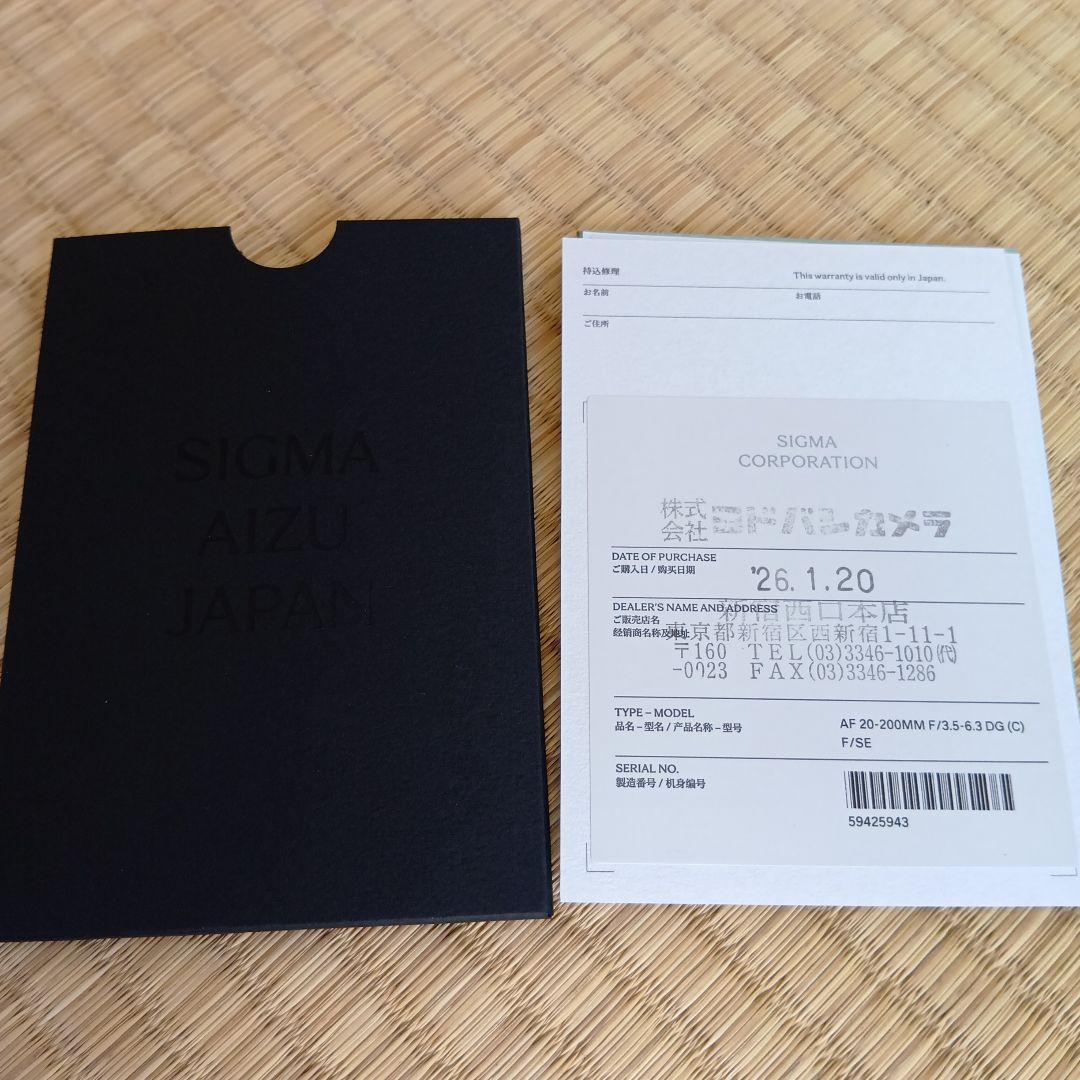 SIGMA
AIZU
JAPAN
持込修理
This warranty is valid only in Japan.
お名前
お電話
ご住所
SIGMA
CORPORATION
株式会社ヨドバシカメラ
DATE OF PURCHASE
ご購入日 / 购买日期
'26.1.20
DEALER'S NAME AND ADDRESS
新宿西口本店
ご販売店名
经销商名称及地址
東京都新宿区西新宿1-11-1
〒160 TEL(03)3346-1010(代)
-0023 FAX(03)3346-1286
TYPE – MODEL
品名 – 型名 / 产品名称 – 型号
AF 20-200MM F/3.5-6.3 DG (C)
F/SE
SERIAL NO.
製造番号 / 机身编号
59425943